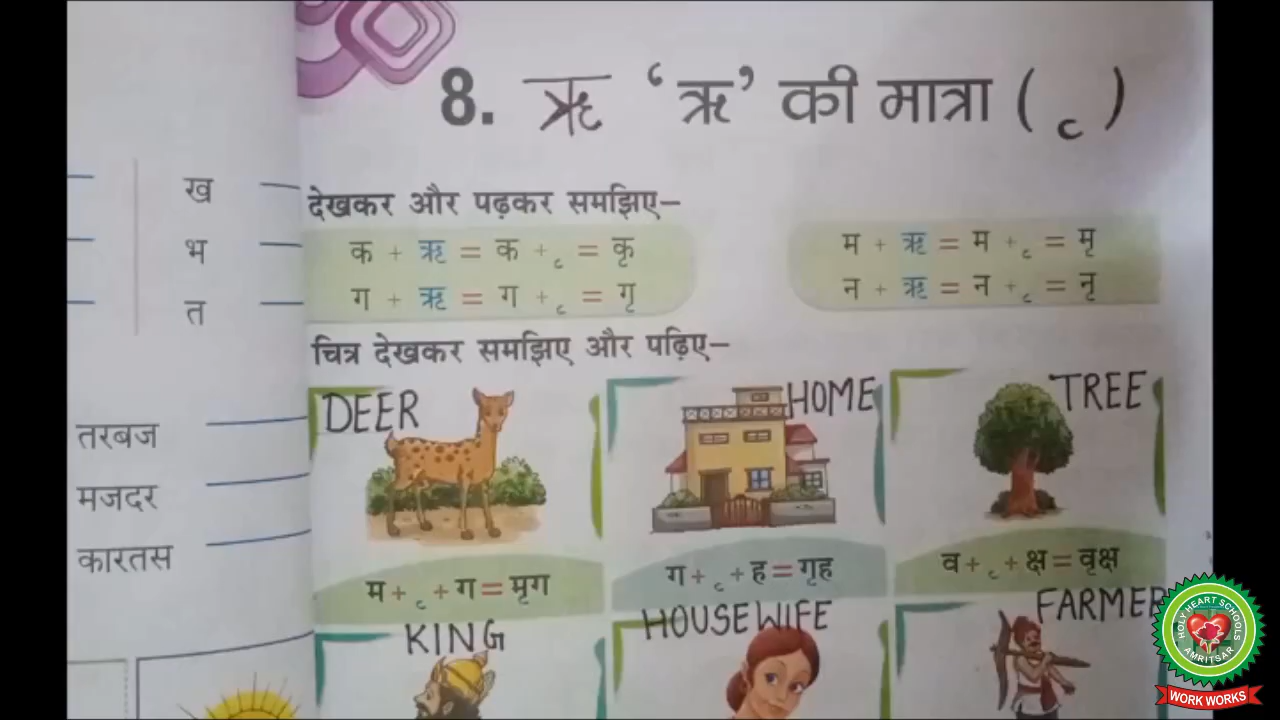 8. ऋ 'ऋ' की मात्रा ( ृ )
ख
भ
त
तरबज
मजदर
कारतस
देखकर और पढ़कर समझिए–
क + ऋ = क + ृ = कृ
ग + ऋ = ग + ृ = गृ
म + ऋ = म + ृ = मृ
न + ऋ = न + ृ = नृ
चित्र देखकर समझिए और पढ़िए–
DEER
HOME
TREE
म + ृ + ग = मृग
ग + ृ + ह = गृह
व + ृ + क्ष = वृक्ष
KING
HOUSEWIFE
FARMER
HOLY HEART SCHOOLS
AMRITSAR
WORK WORKS